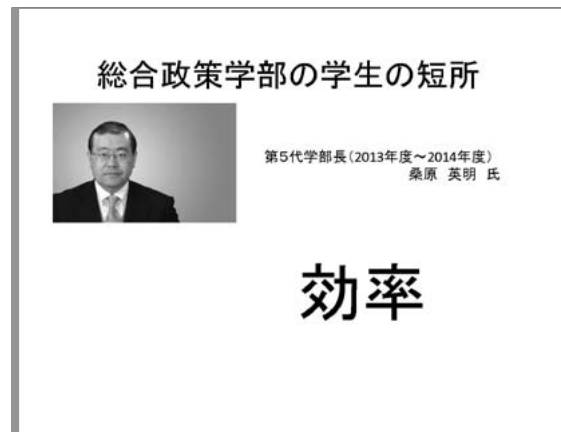 総合政策学部の学生の短所
第5代学部長(2013年度~2014年度)
桑原　英明　氏
効率